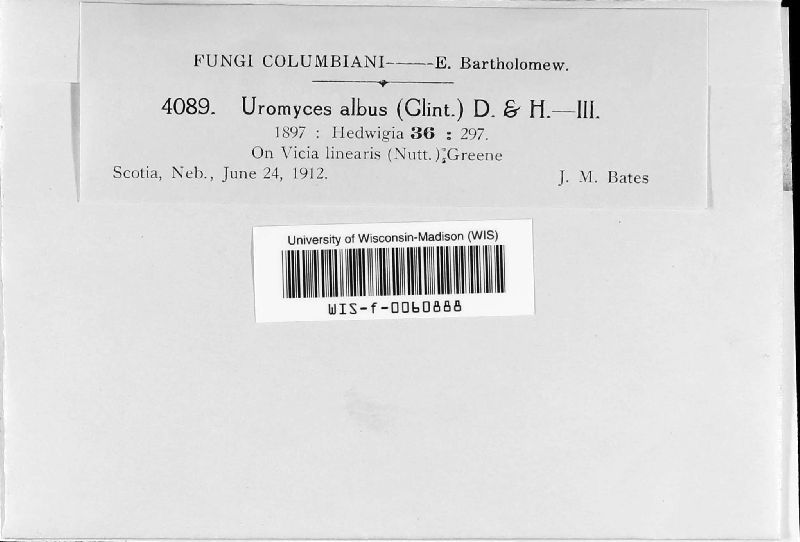 FUNGI COLUMBIANI——E. Bartholomew.
4089. Uromyces albus (Clint.) D. & H.—III.
1897 : Hedwigia 36 : 297.
On Vicia linearis (Nutt.) Greene
Scotia, Neb., June 24, 1912. J. M. Bates
University of Wisconsin-Madison (WIS)
WIS-f-0060888